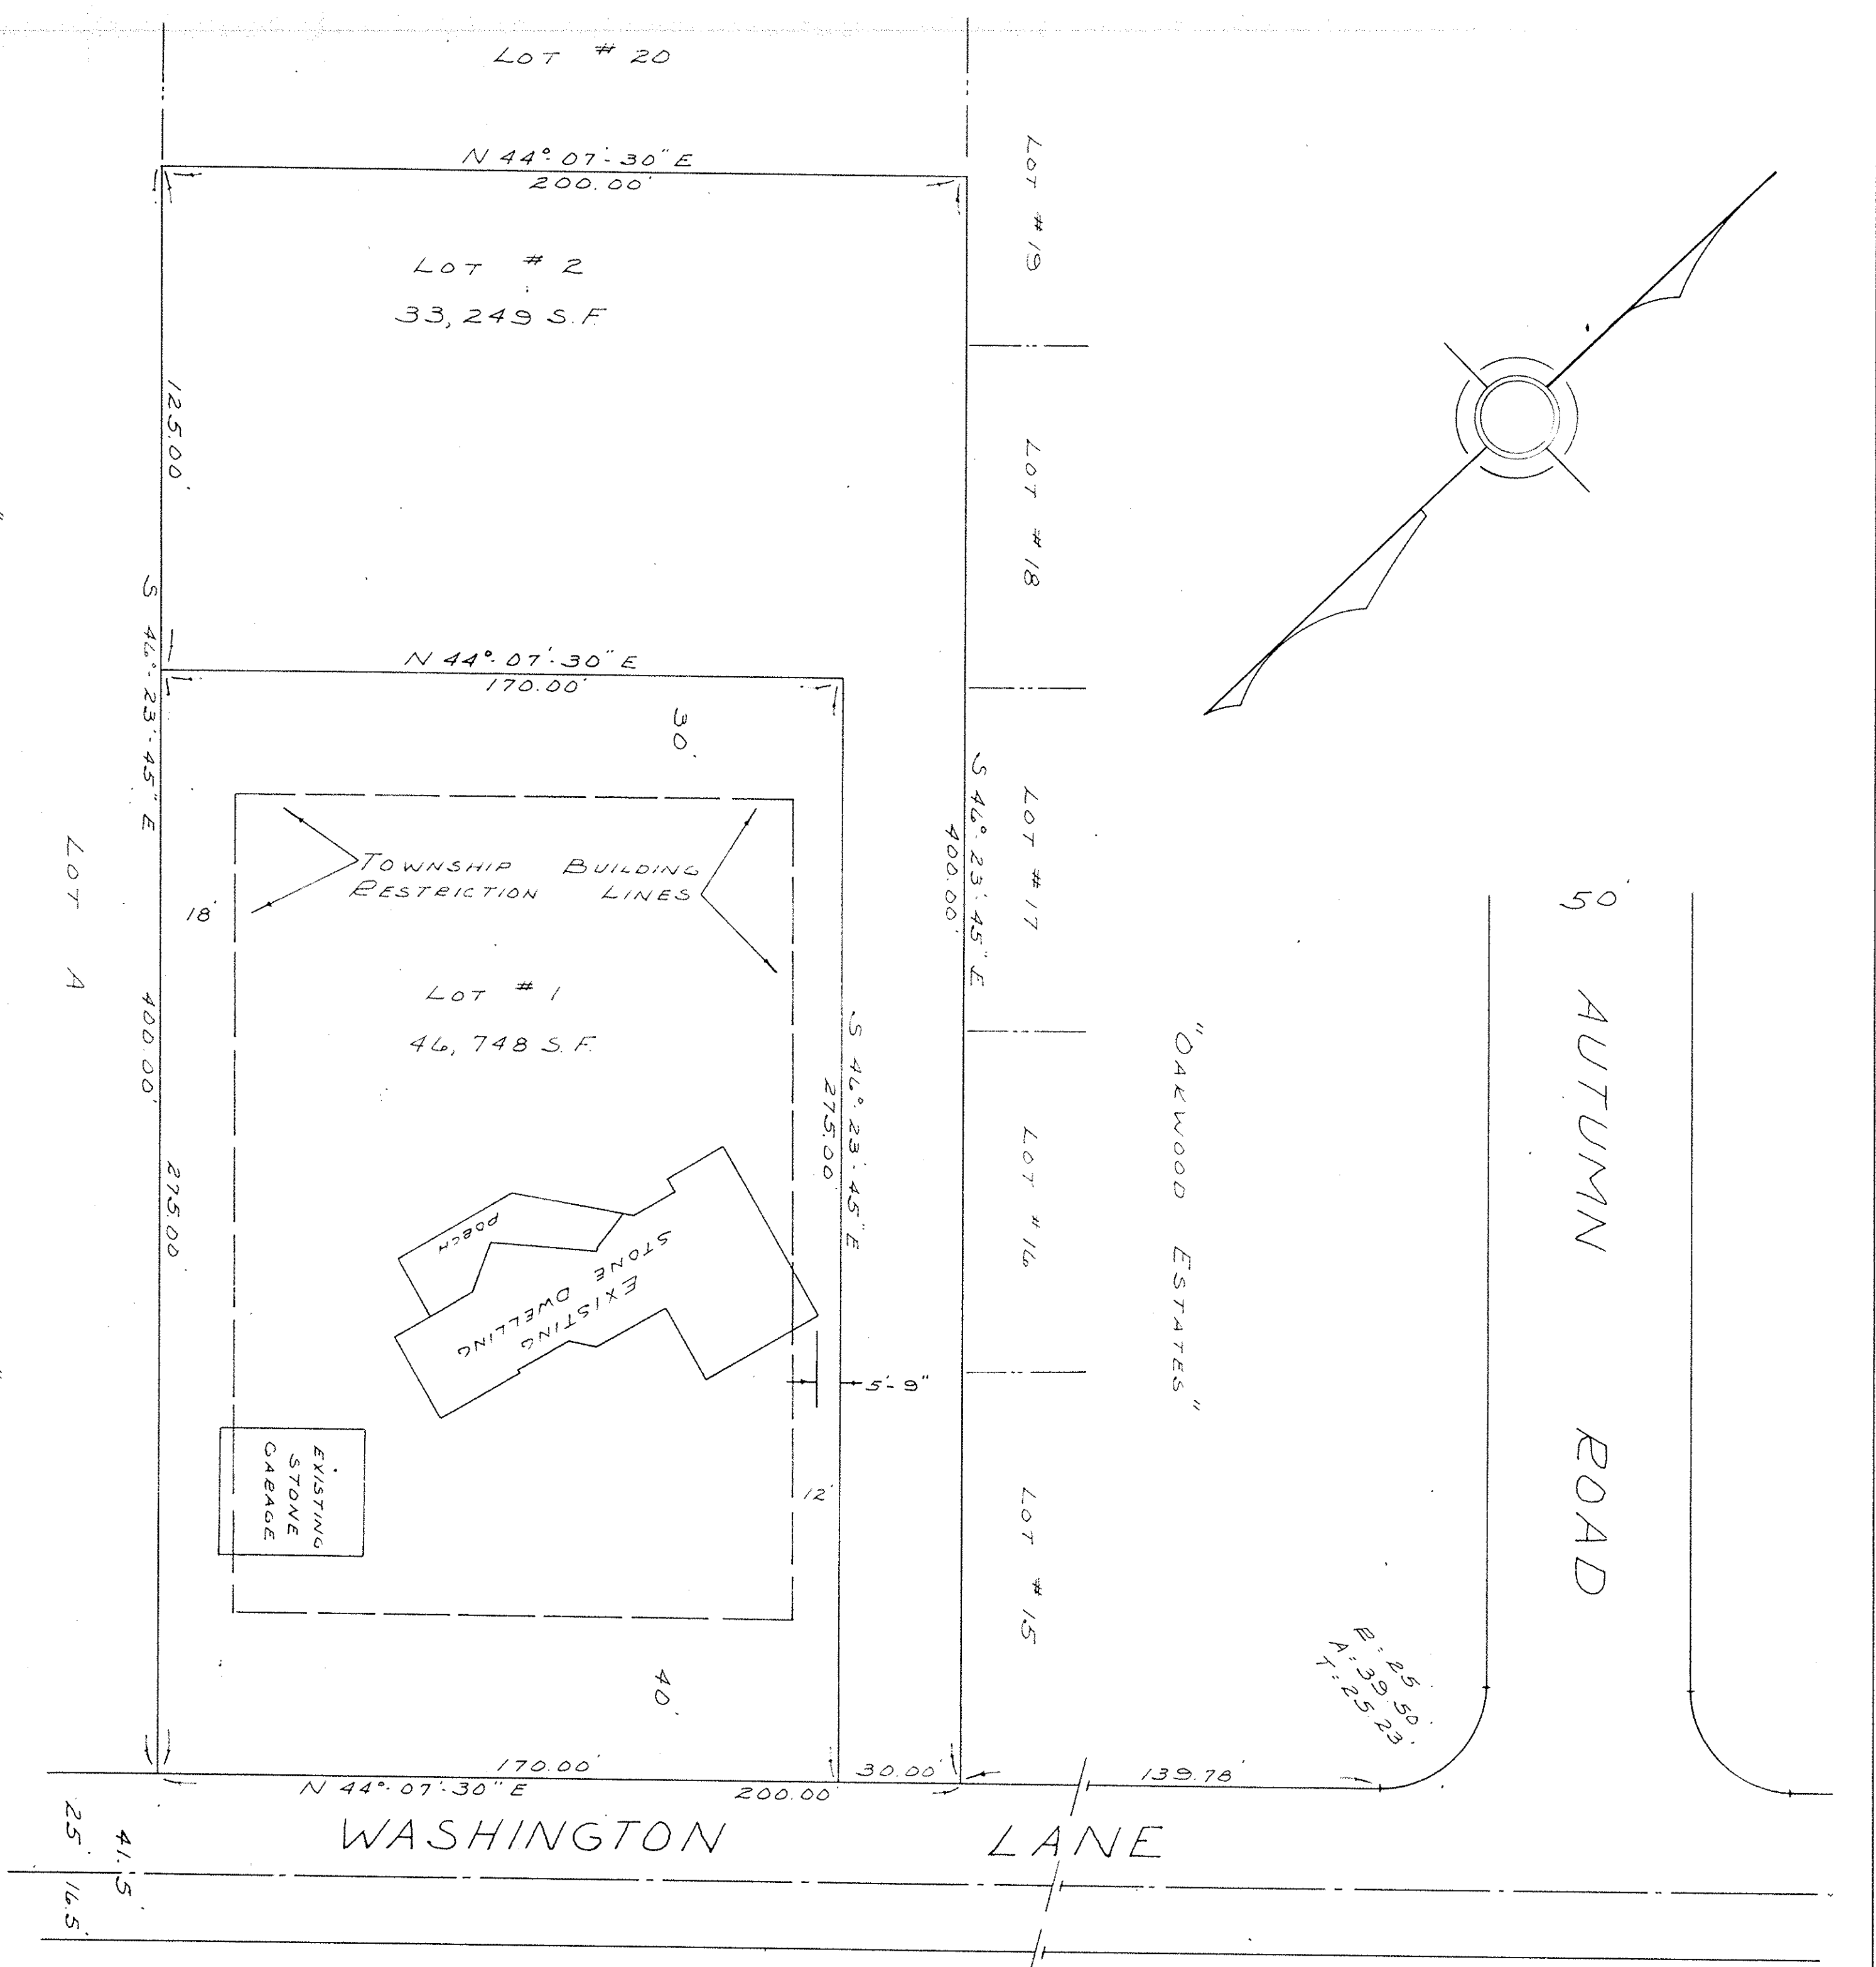 LOT # 20
N 44°-07'-30" E
200.00'
LOT # 2
33,249 S.F.
125.00'
S 46°-23'-45" E
400.00'
275.00'
LOT A
N 44°-07'-30" E
170.00'
30'
TOWNSHIP BUILDING
RESTRICTION LINES
18'
LOT # 1
46,748 S.F.
S 46°-23'-45" E
275.00'
PORCH
EXISTING
STONE
DWELLING
5'-9"
12'
EXISTING
STONE
GARAGE
40'
S 46°-23'-45" E
400.00'
LOT # 19
LOT # 18
LOT # 17
LOT # 16
LOT # 15
"OAKWOOD ESTATES"
50'
AUTUMN ROAD
R=25'
A=39.50'
T=25.23'
170.00'
30.00'
139.78'
N 44°-07'-30" E
200.00'
WASHINGTON LANE
41.5'
25'
16.5'